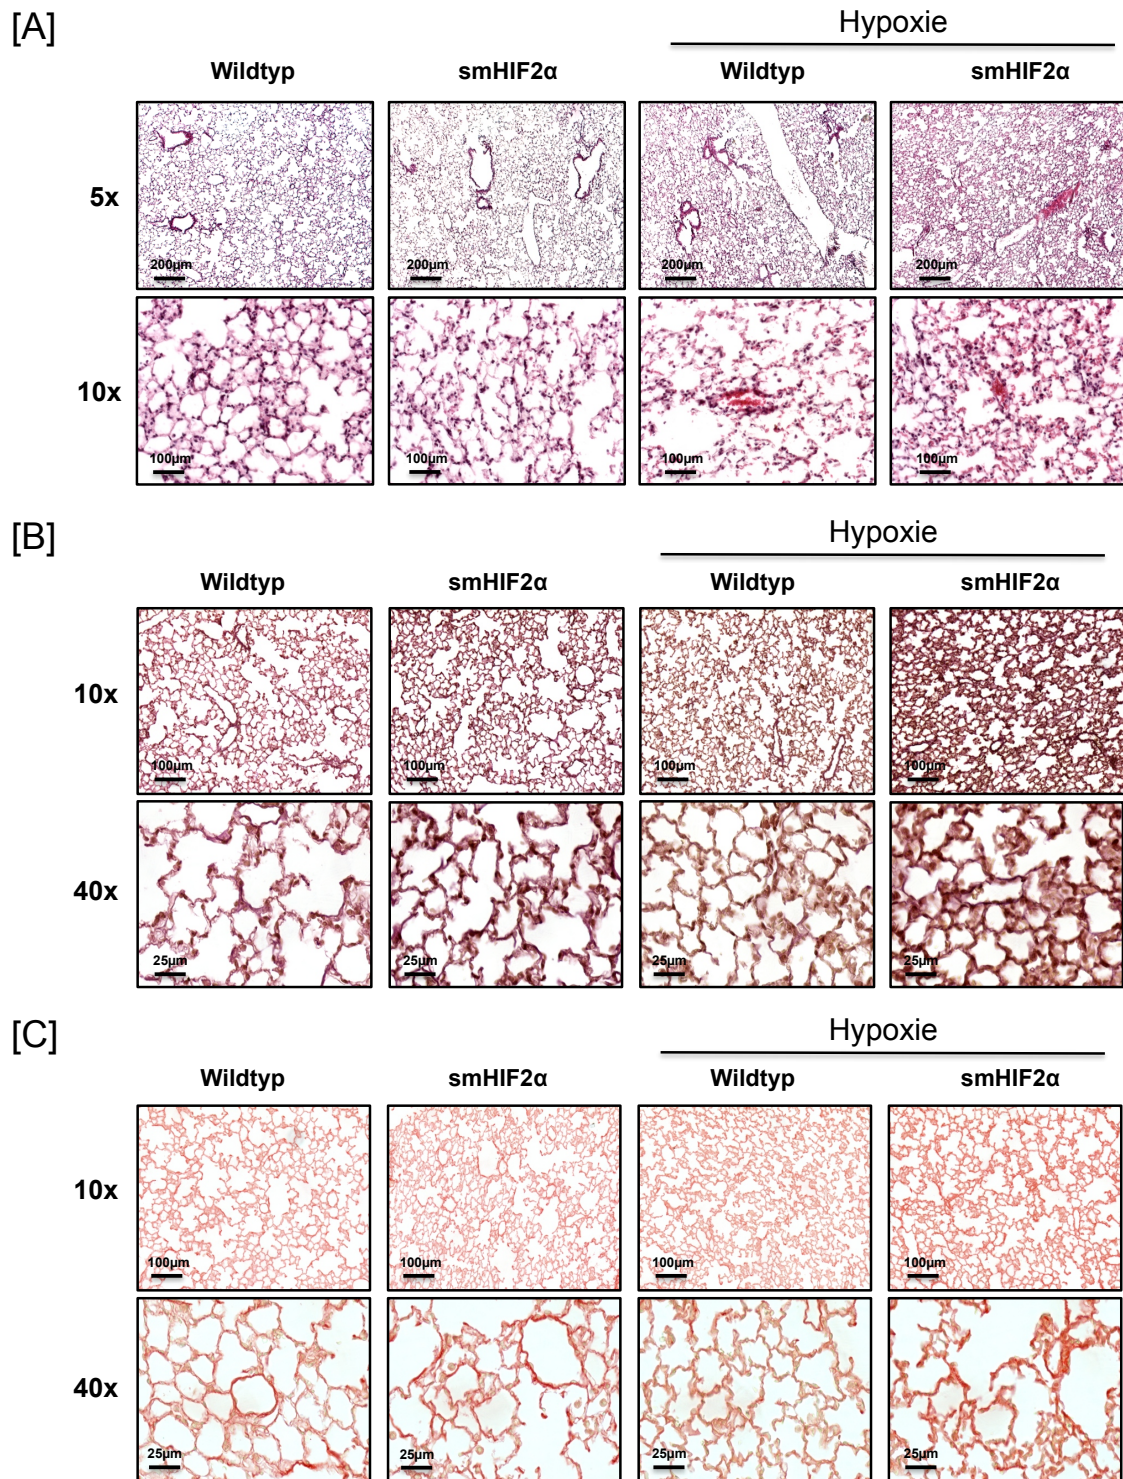 [A]
Hypoxie
Wildtyp smHIF2α Wildtyp smHIF2α
5x
200µm 200µm 200µm 200µm
10x
100µm 100µm 100µm 100µm
[B]
Hypoxie
Wildtyp smHIF2α Wildtyp smHIF2α
10x
100µm 100µm 100µm 100µm
40x
25µm 25µm 25µm 25µm
[C]
Hypoxie
Wildtyp smHIF2α Wildtyp smHIF2α
10x
100µm 100µm 100µm 100µm
40x
25µm 25µm 25µm 25µm